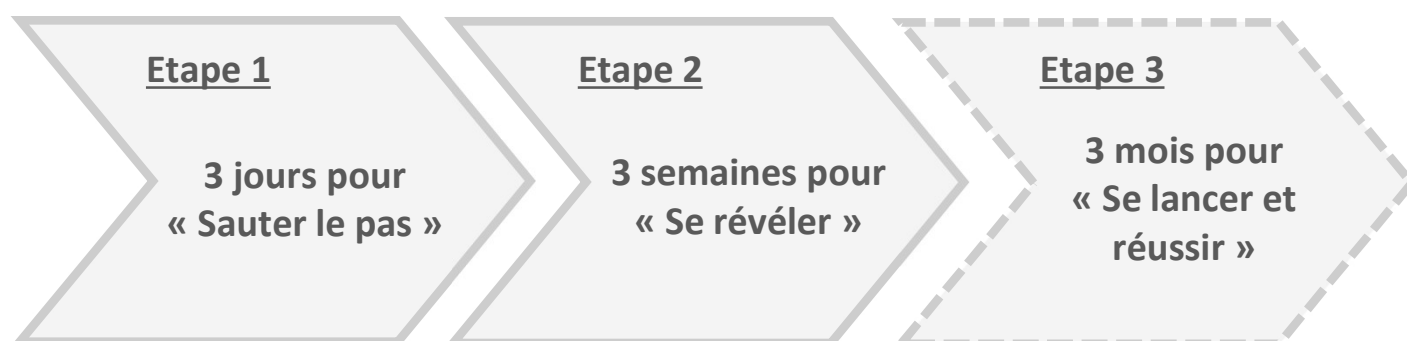 Etape 1
3 jours pour
« Sauter le pas »
Etape 2
3 semaines pour
« Se révéler »
Etape 3
3 mois pour
« Se lancer et
réussir »